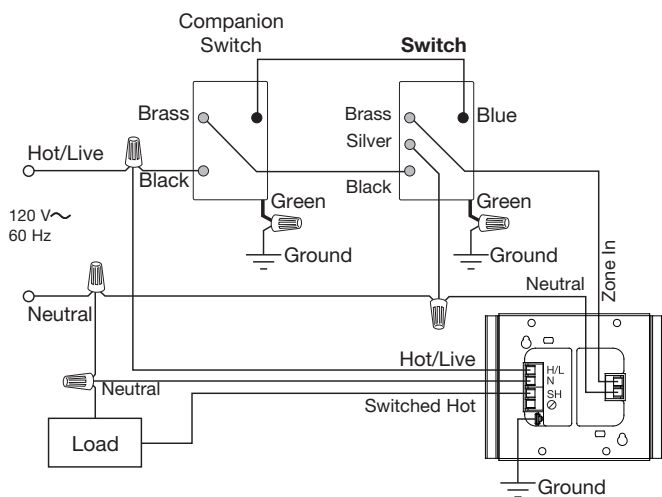 Companion
Switch
Switch
Brass
Brass
Blue
Silver
Hot/Live
Black
Black
Green
Green
120 V~
60 Hz
Ground
Ground
Zone In
Neutral
Neutral
Hot/Live
H/L
Neutral
N
Switched Hot
SH
Load
Ground